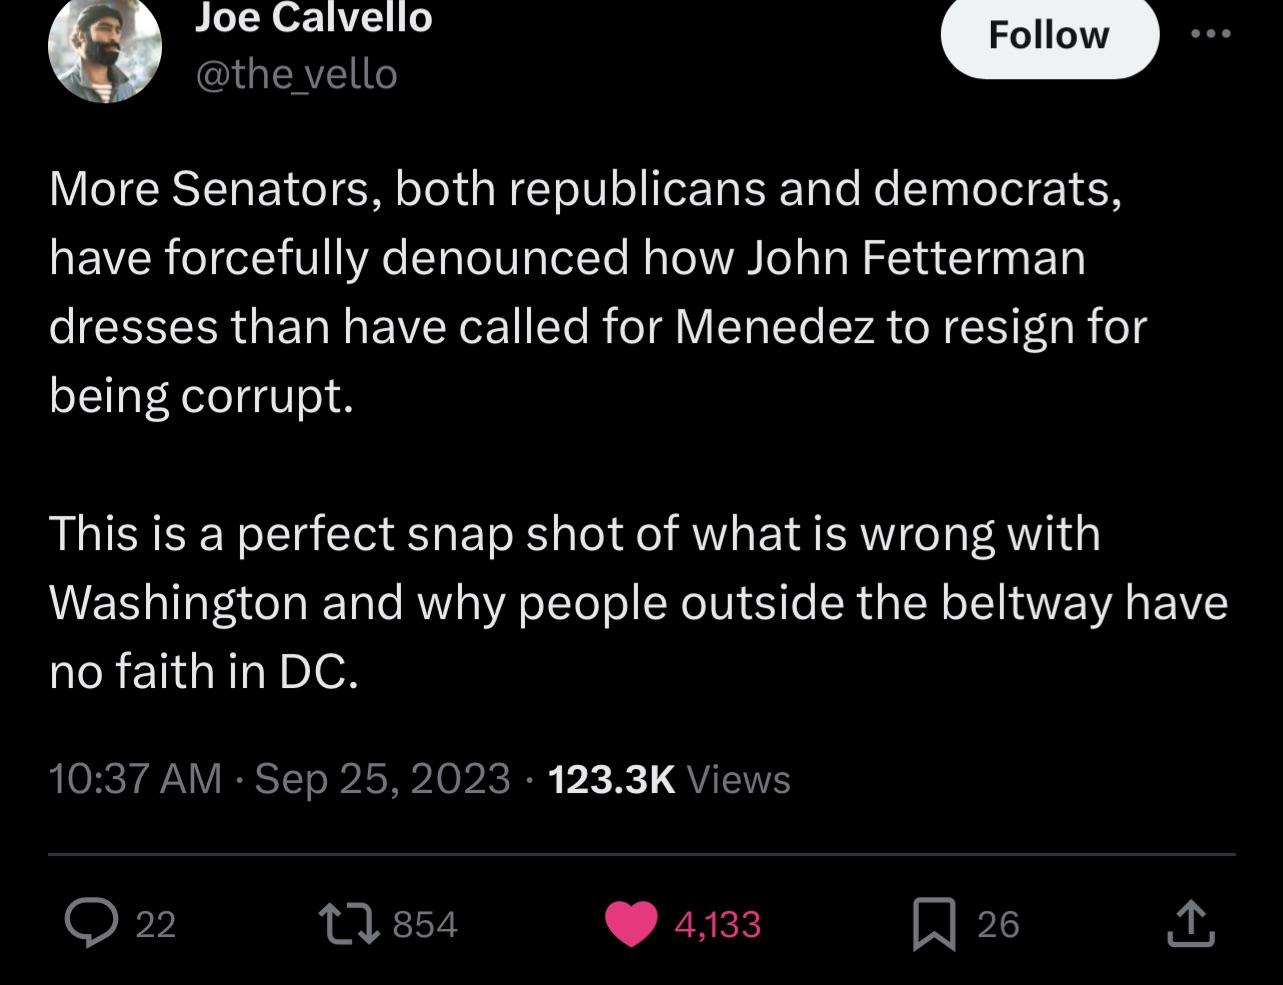 Joe Calvello
@the_vello
Follow
More Senators, both republicans and democrats,
have forcefully denounced how John Fetterman
dresses than have called for Menedez to resign for
being corrupt.
This is a perfect snap shot of what is wrong with
Washington and why people outside the beltway have
no faith in DC.
10:37 AM · Sep 25, 2023 · 123.3K Views
22 854 4,133 26